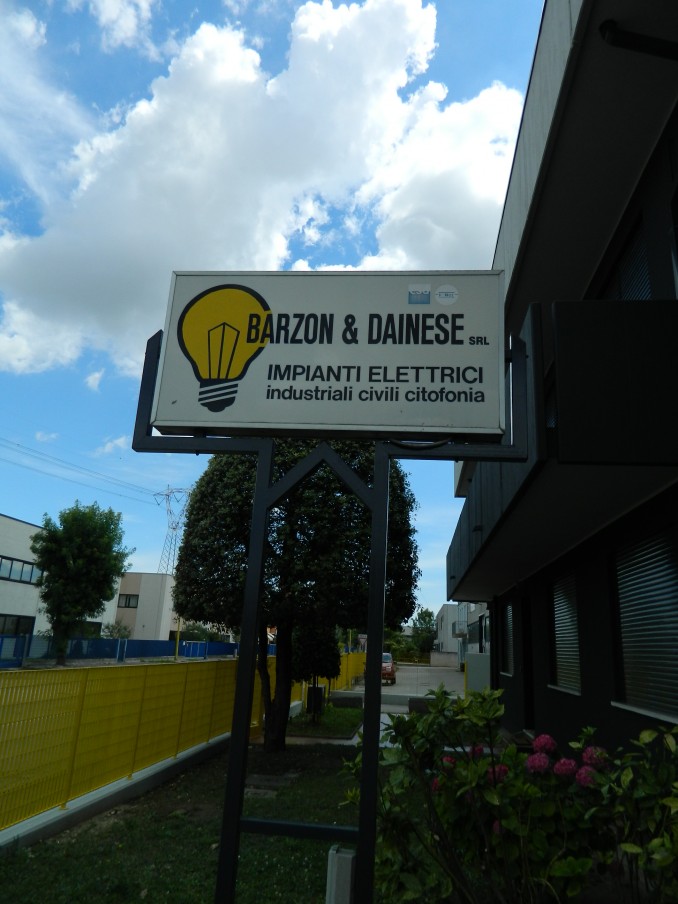 BARZON & DAINESE SRL
IMPIANTI ELETTRICI
industriali civili citofonia